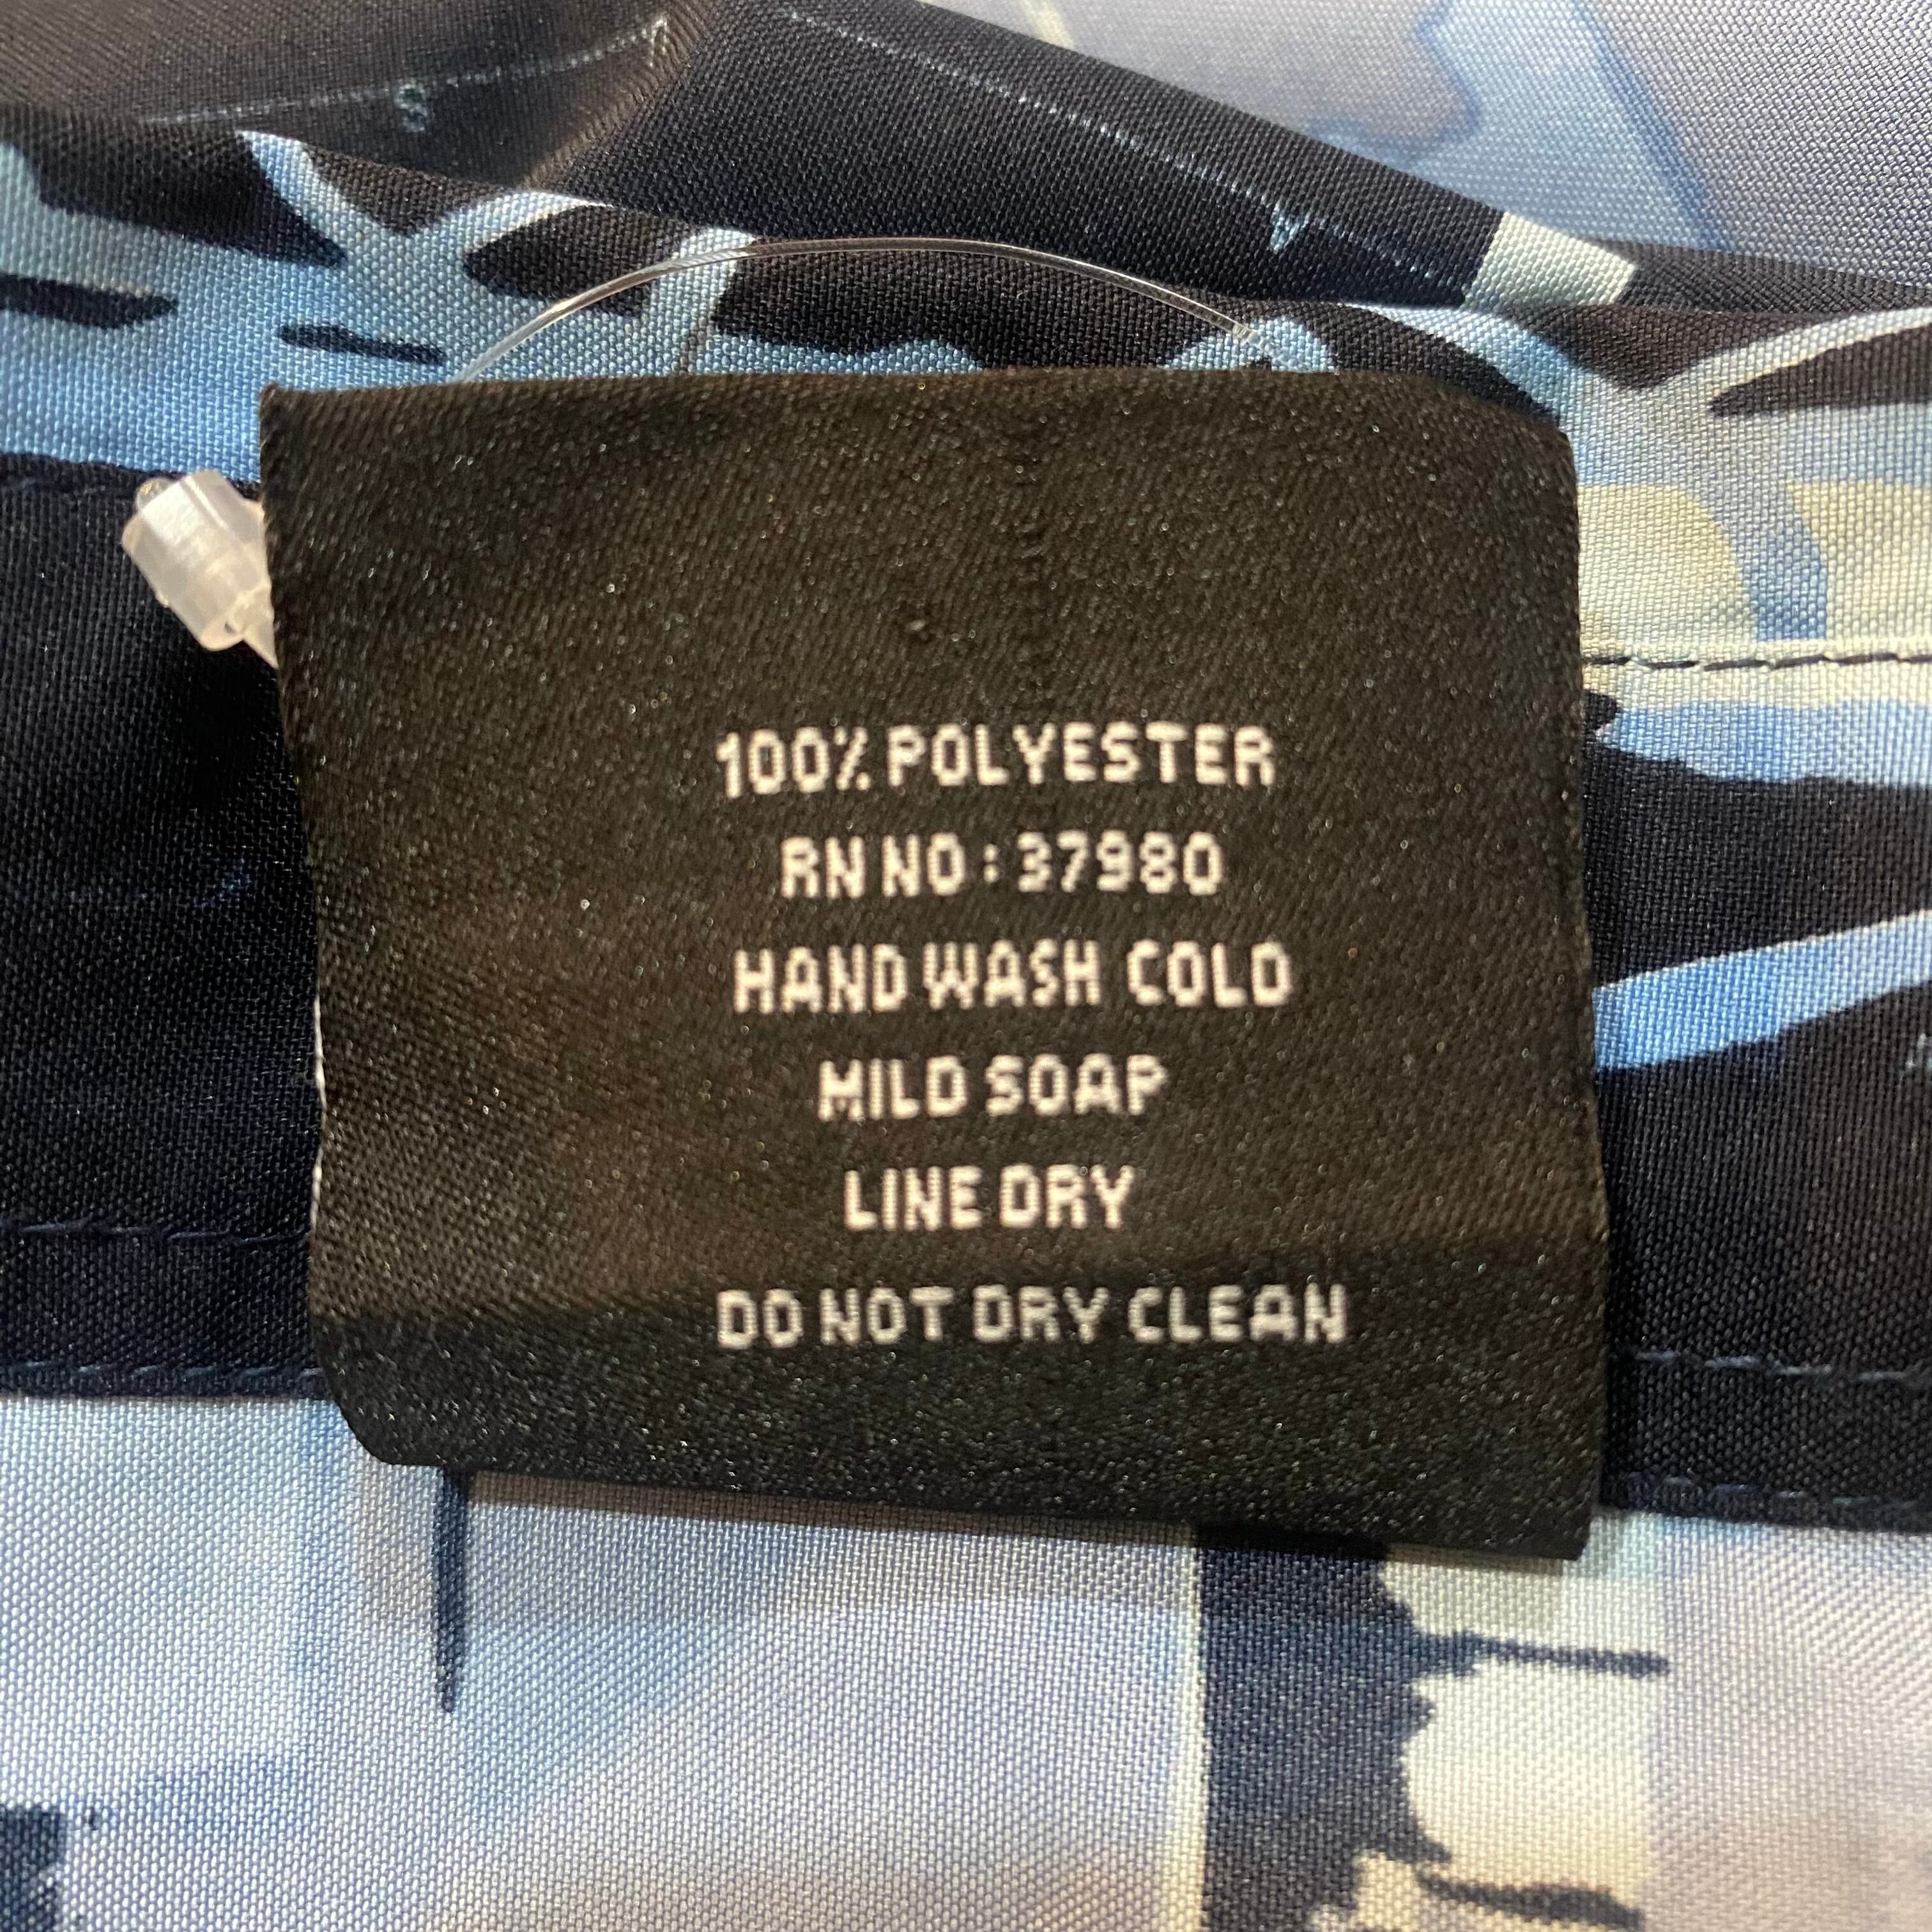 100% POLYESTER
RN NO : 37980
HAND WASH COLD
MILD SOAP
LINE DRY
DO NOT DRY CLEAN